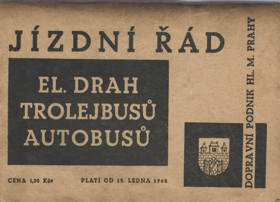 JÍZDNÍ ŘÁD
EL. DRAH
TROLEJBUSŮ
AUTOBUSŮ
CENA 1,50 Kčs
PLATÍ OD 15. LEDNA
DOPRAVNÍ PODNIK HL. M. PRAHY